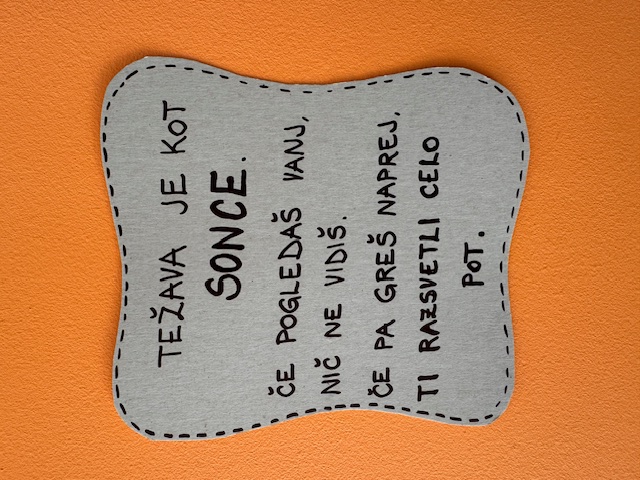 TEŽAVA JE KOT
SONCE.
ČE POGLEDAŠ VANJ,
NIČ NE VIDIŠ.
ČE PA GREŠ NAPREJ,
TI RAZSVETLI CELO
POT.